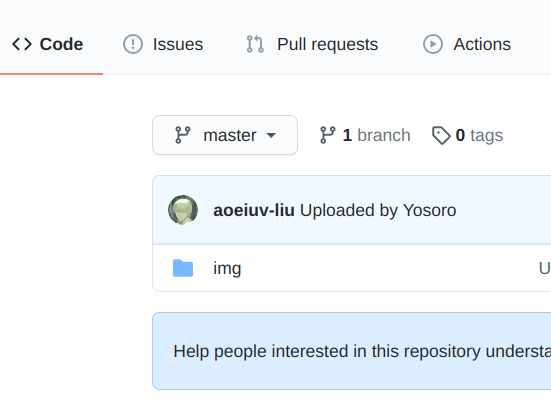 Code Issues Pull requests Actions
master 1 branch 0 tags
aoeiuv-liu Uploaded by Yosoro
img U
Help people interested in this repository understa